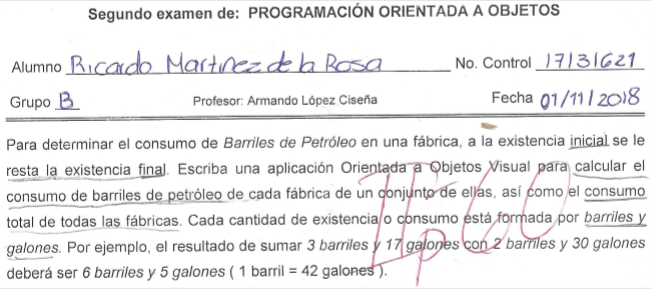 Segundo examen de: PROGRAMACIÓN ORIENTADA A OBJETOS
Alumno Ricardo Martinez de la Rosa No. Control 17131621
Grupo B Profesor: Armando López Ciseña Fecha 01/11/2018
Para determinar el consumo de Barriles de Petróleo en una fábrica, a la existencia inicial se le
resta la existencia final. Escriba una aplicación Orientada a Objetos Visual para calcular el
consumo de barriles de petróleo de cada fábrica de un conjunto de ellas, así como el consumo
total de todas las fábricas. Cada cantidad de existencia o consumo está formada por barriles y
galones. Por ejemplo, el resultado de sumar 3 barriles y 17 galones con 2 barriles y 30 galones
deberá ser 6 barriles y 5 galones ( 1 barril = 42 galones ).